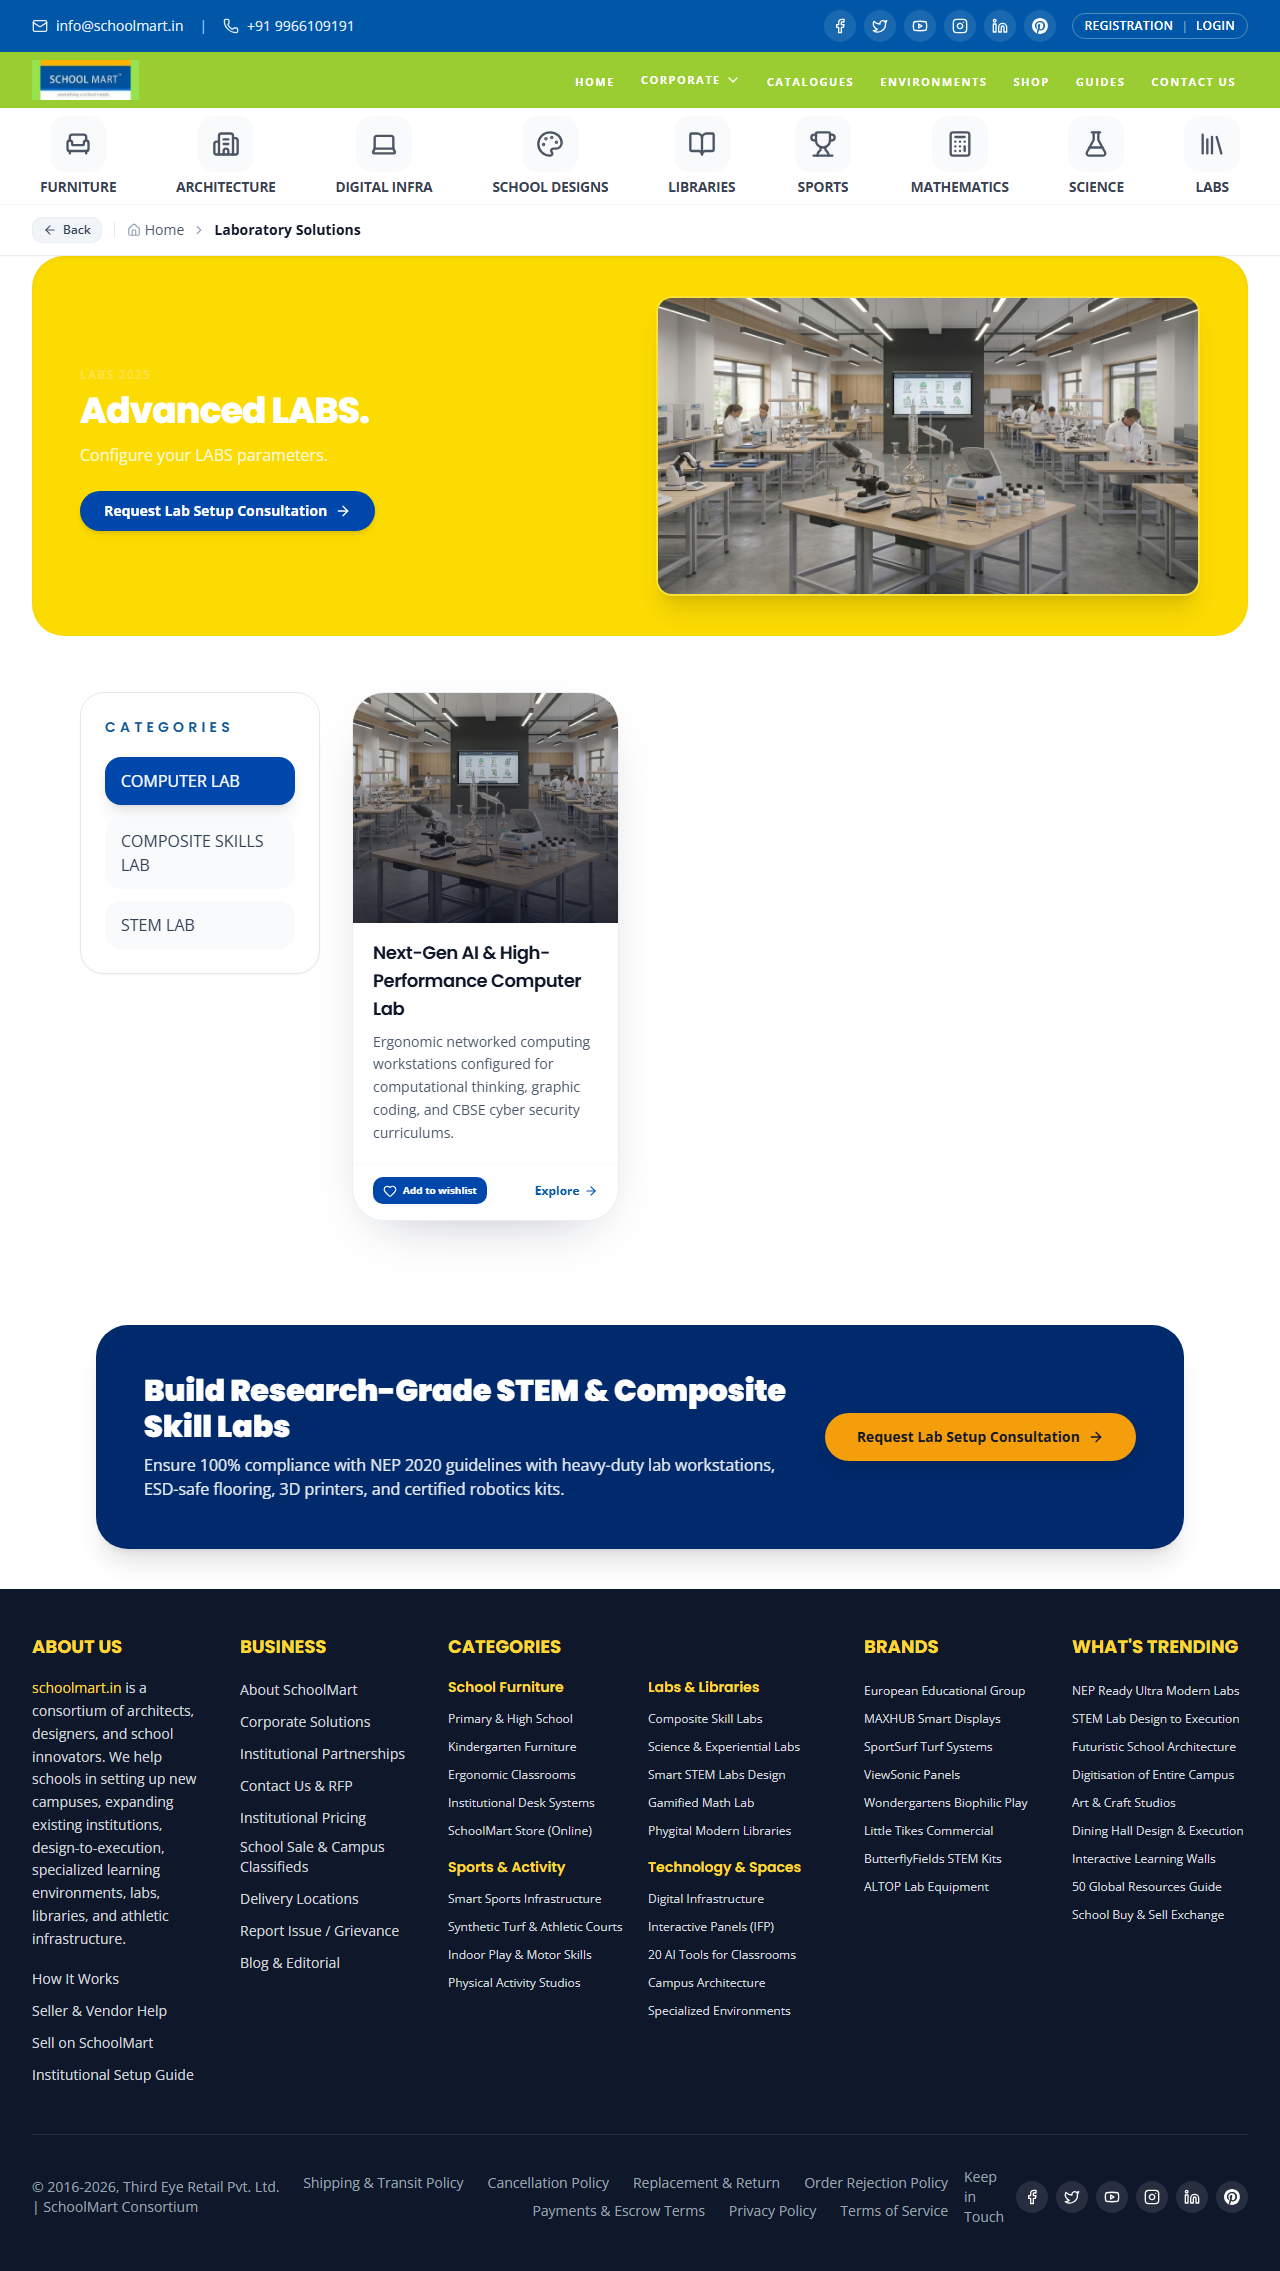 info@schoolmart.in | +91 9966109191
REGISTRATION | LOGIN
SCHOOL MART
HOME CORPORATE CATALOGUES ENVIRONMENTS SHOP GUIDES CONTACT US
FURNITURE ARCHITECTURE DIGITAL INFRA SCHOOL DESIGNS LIBRARIES SPORTS MATHEMATICS SCIENCE LABS
Back Home Laboratory Solutions
LABS 2025
Advanced LABS.
Configure your LABS parameters.
Request Lab Setup Consultation
CATEGORIES
COMPUTER LAB
COMPOSITE SKILLS
LAB
STEM LAB
Next-Gen AI & High-
Performance Computer
Lab
Ergonomic networked computing
workstations configured for
computational thinking, graphic
coding, and CBSE cyber security
curriculums.
Add to wishlist Explore
Build Research-Grade STEM & Composite
Skill Labs
Ensure 100% compliance with NEP 2020 guidelines with heavy-duty lab workstations,
ESD-safe flooring, 3D printers, and certified robotics kits.
Request Lab Setup Consultation
ABOUT US
schoolmart.in is a
consortium of architects,
designers, and school
innovators. We help
schools in setting up new
campuses, expanding
existing institutions,
design-to-execution,
specialized learning
environments, labs,
libraries, and athletic
infrastructure.
How It Works
Seller & Vendor Help
Sell on SchoolMart
Institutional Setup Guide
BUSINESS
About SchoolMart
Corporate Solutions
Institutional Partnerships
Contact Us & RFP
Institutional Pricing
School Sale & Campus
Classifieds
Delivery Locations
Report Issue / Grievance
Blog & Editorial
CATEGORIES
School Furniture
Primary & High School
Kindergarten Furniture
Ergonomic Classrooms
Institutional Desk Systems
SchoolMart Store (Online)
Labs & Libraries
Composite Skill Labs
Science & Experiential Labs
Smart STEM Labs Design
Gamified Math Lab
Phygital Modern Libraries
Sports & Activity
Smart Sports Infrastructure
Synthetic Turf & Athletic Courts
Indoor Play & Motor Skills
Physical Activity Studios
Technology & Spaces
Digital Infrastructure
Interactive Panels (IFP)
20 AI Tools for Classrooms
Campus Architecture
Specialized Environments
BRANDS
European Educational Group
MAXHUB Smart Displays
SportSurf Turf Systems
ViewSonic Panels
Wondergartens Biophilic Play
Little Tikes Commercial
ButterflyFields STEM Kits
ALTOP Lab Equipment
WHAT'S TRENDING
NEP Ready Ultra Modern Labs
STEM Lab Design to Execution
Futuristic School Architecture
Digitisation of Entire Campus
Art & Craft Studios
Dining Hall Design & Execution
Interactive Learning Walls
50 Global Resources Guide
School Buy & Sell Exchange
© 2016-2026, Third Eye Retail Pvt. Ltd.
| SchoolMart Consortium
Shipping & Transit Policy Cancellation Policy Replacement & Return Order Rejection Policy
Payments & Escrow Terms Privacy Policy Terms of Service
Keep
in
Touch